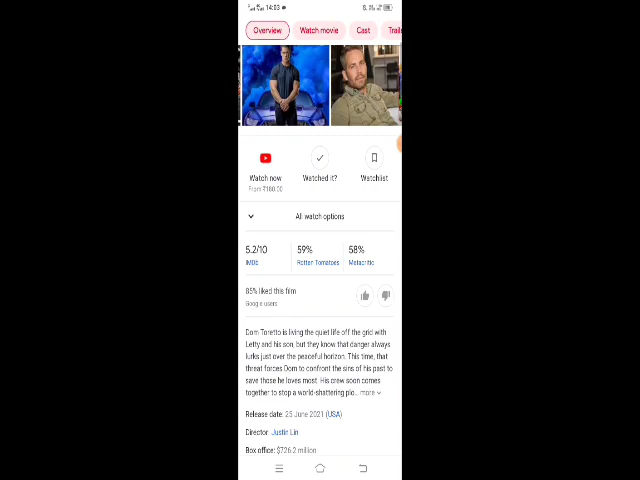 14:03
Overview Watch movie Cast Trail
Watch now Watched it? Watchlist
From ₹180.00
All watch options
5.2/10 59% 58%
IMDb Rotten Tomatoes Metacritic
85% liked this film
Google users
Dom Toretto is living the quiet life off the grid with
Letty and his son, but they know that danger always
lurks just over the peaceful horizon. This time, that
threat forces Dom to confront the sins of his past to
save those he loves most. His crew soon comes
together to stop a world-shattering plo... more
Release date: 25 June 2021 (USA)
Director: Justin Lin
Box office: $726.2 million